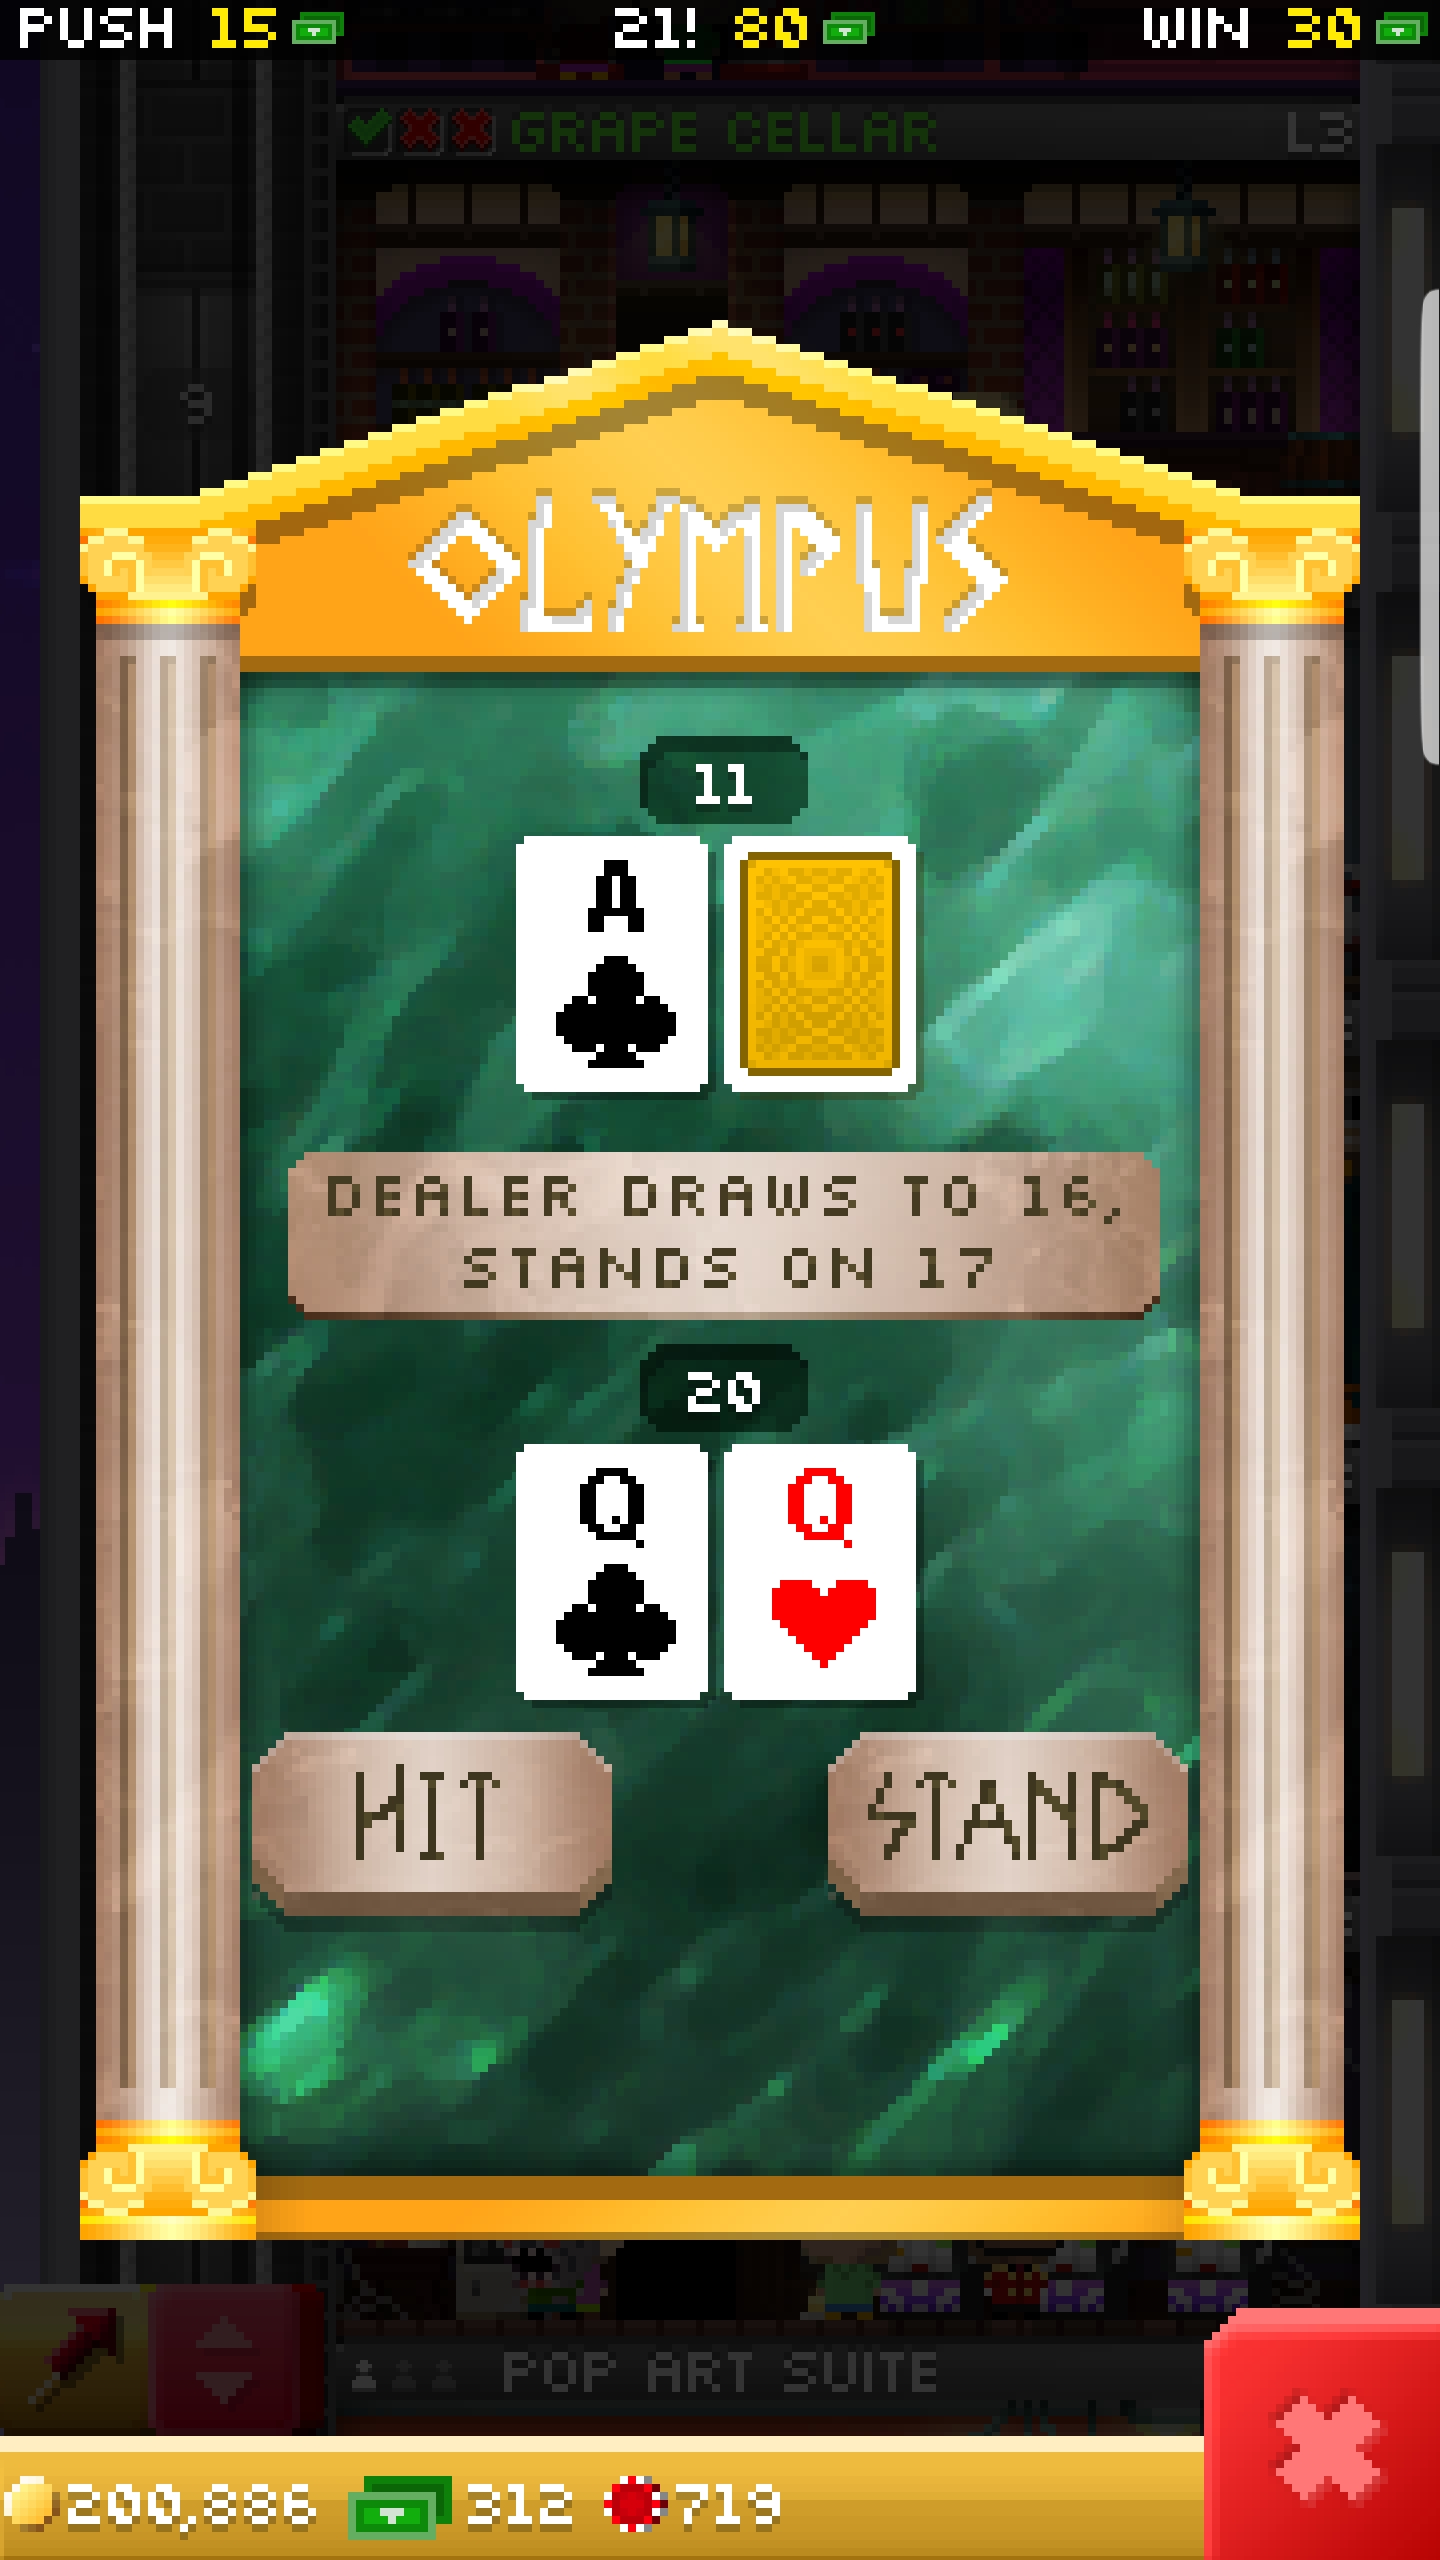 PUSH 15 21! 80 WIN 30
GRAPE CELLAR L3
9
OLYMPUS
11
A
DEALER DRAWS TO 16,
STANDS ON 17
20
Q Q
HIT STAND
POP ART SUITE
200,886 312 719